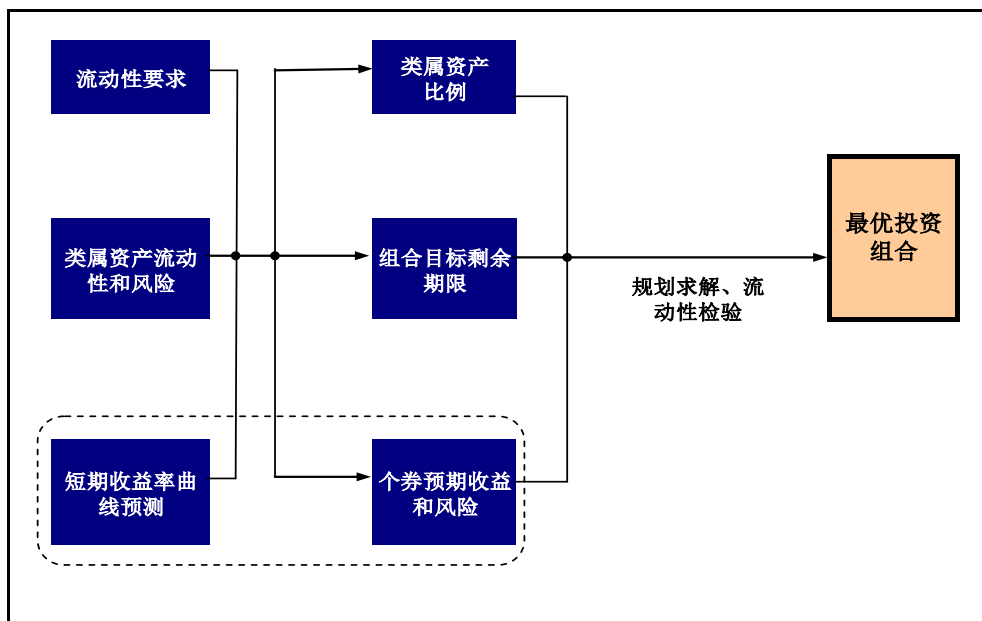 流动性要求
类属资产
比例
类属资产流动
性和风险
组合目标剩余
期限
最优投资
组合
规划求解、流
动性检验
短期收益率曲
线预测
个券预期收益
和风险